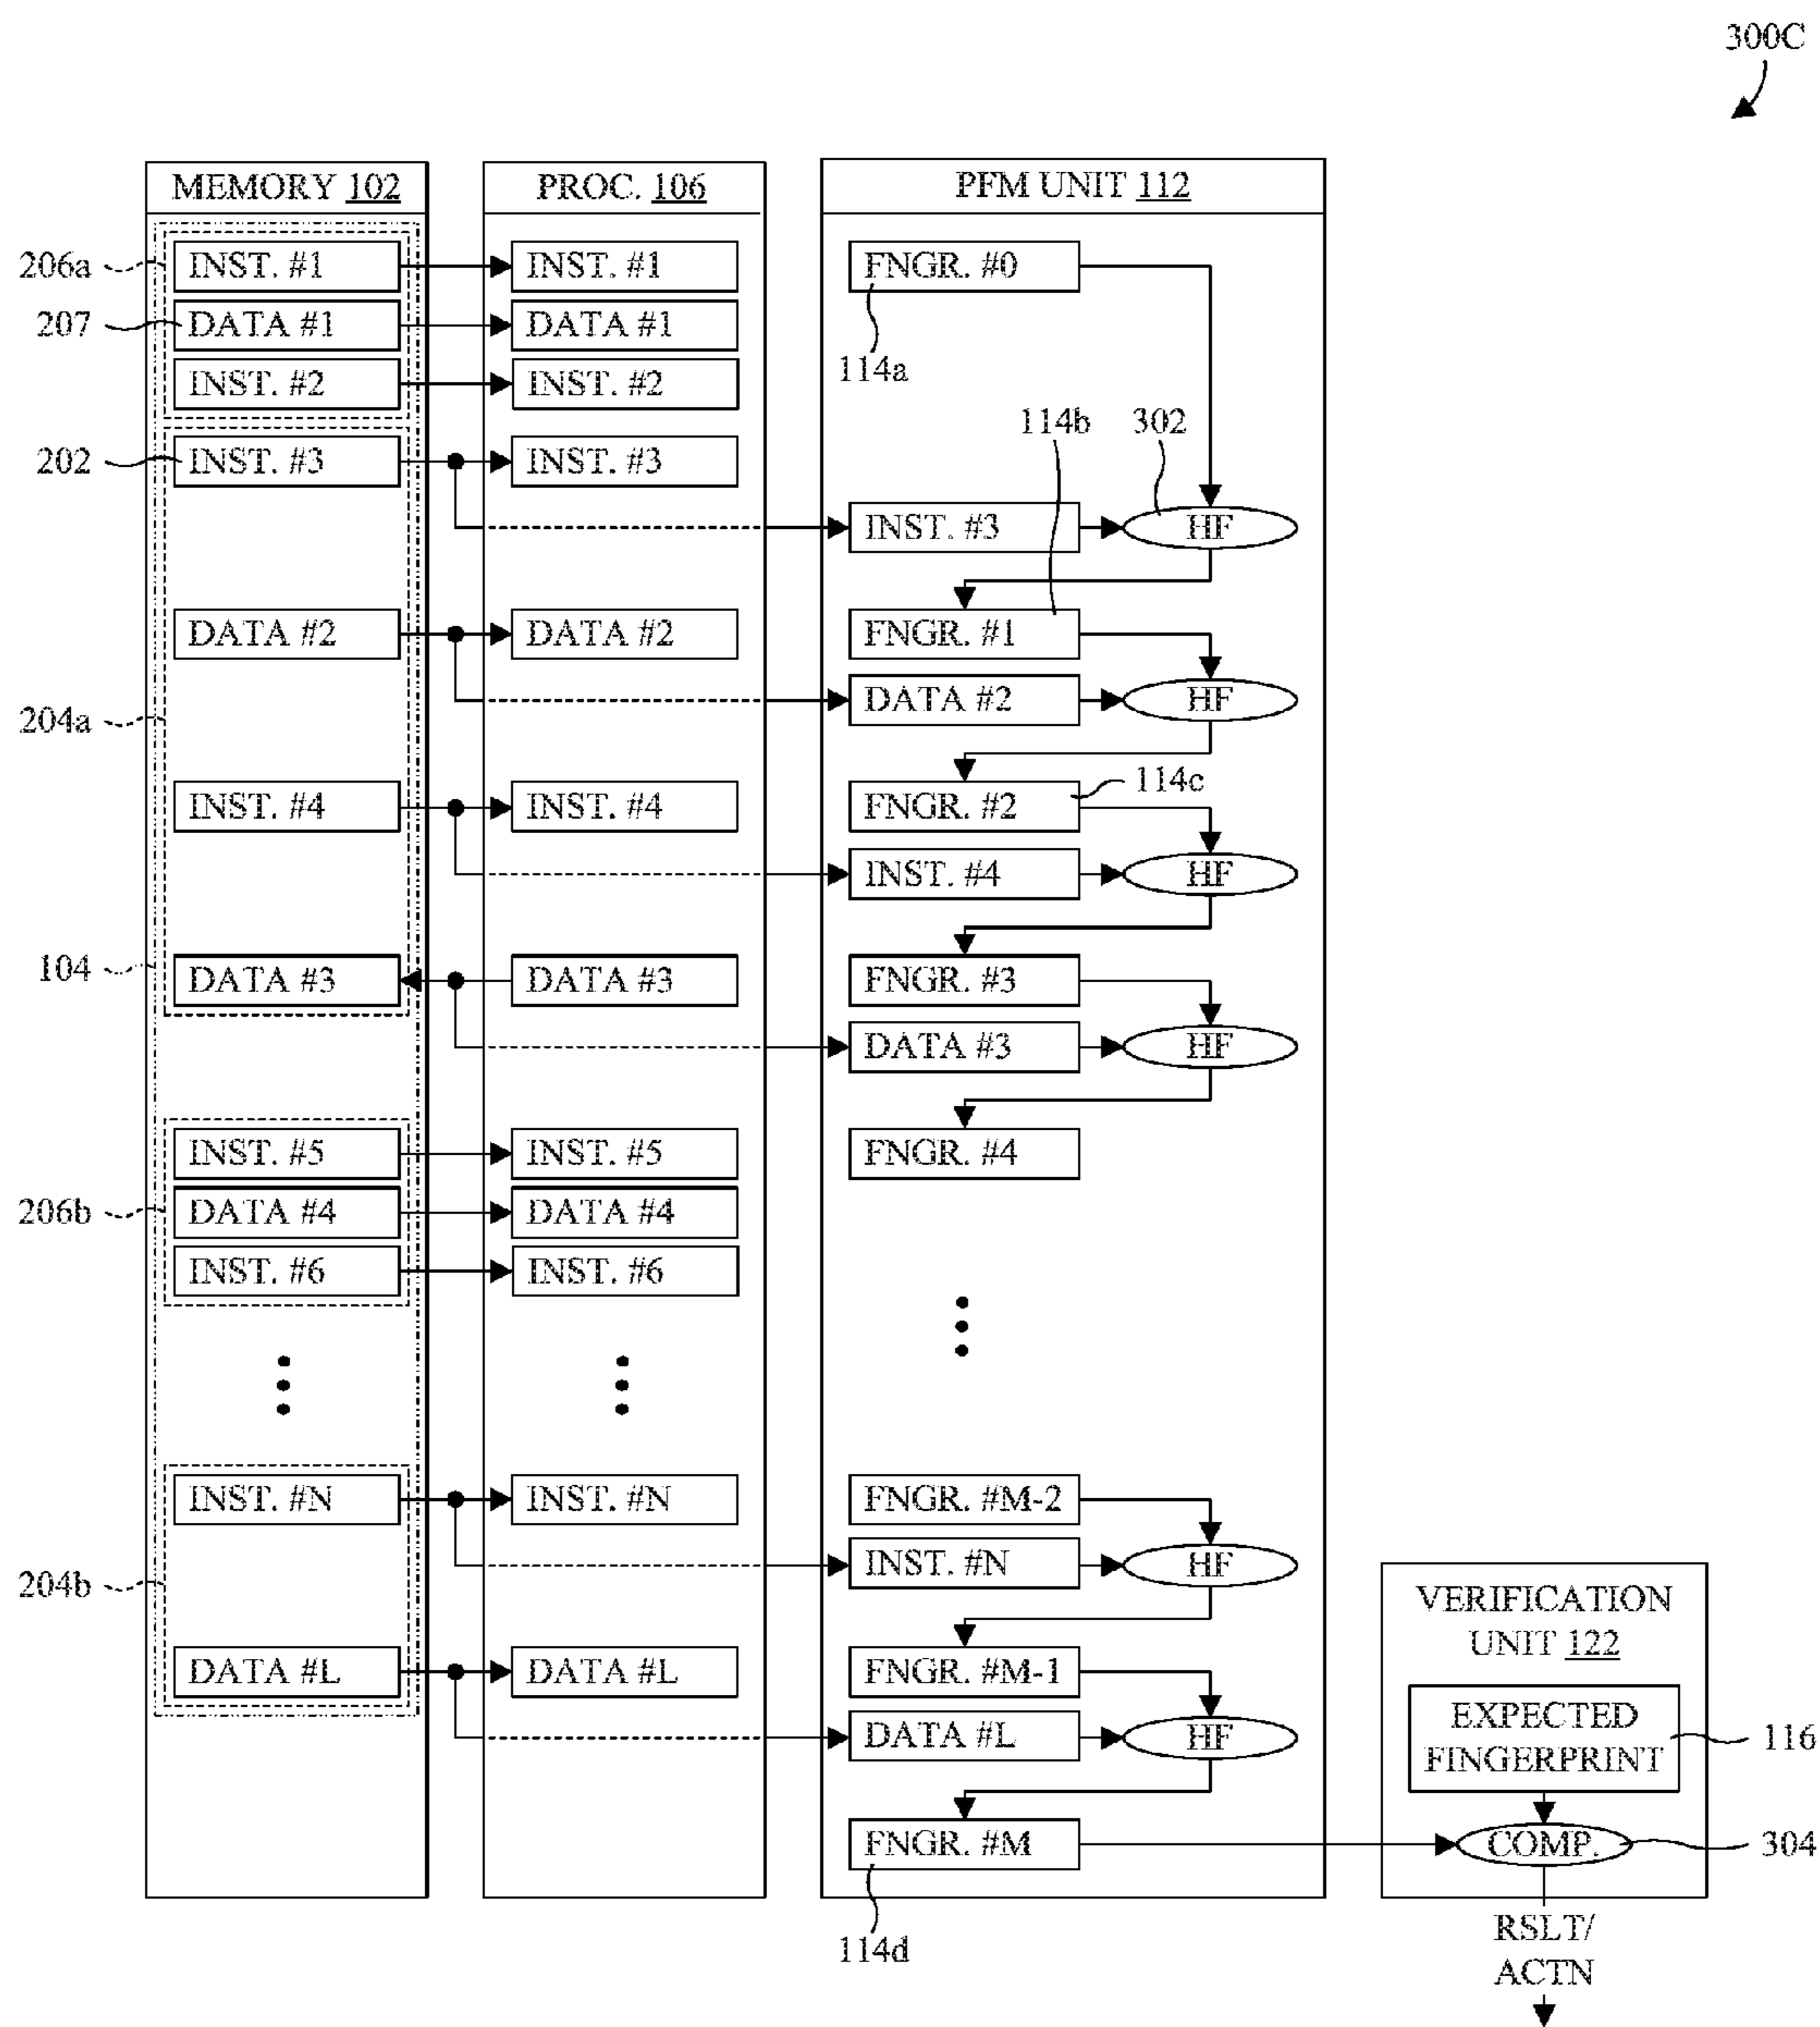 300C
MEMORY 102 PROC. 106 PFM UNIT 112
206a INST. #1 INST. #1 FNGR. #0
207 DATA #1 DATA #1
114a
INST. #2 INST. #2
114b 302
202 INST. #3 INST. #3
INST. #3 HF
DATA #2 DATA #2 FNGR. #1
204a DATA #2 HF
114c
INST. #4 INST. #4 FNGR. #2
INST. #4 HF
104 DATA #3 DATA #3 FNGR. #3
DATA #3 HF
INST. #5 INST. #5 FNGR. #4
206b DATA #4 DATA #4
INST. #6 INST. #6
INST. #N INST. #N FNGR. #M-2
204b INST. #N HF
VERIFICATION
UNIT 122
DATA #L DATA #L FNGR. #M-1
DATA #L HF
EXPECTED
FINGERPRINT 116
FNGR. #M COMP. 304
114d
RSLT/
ACTN